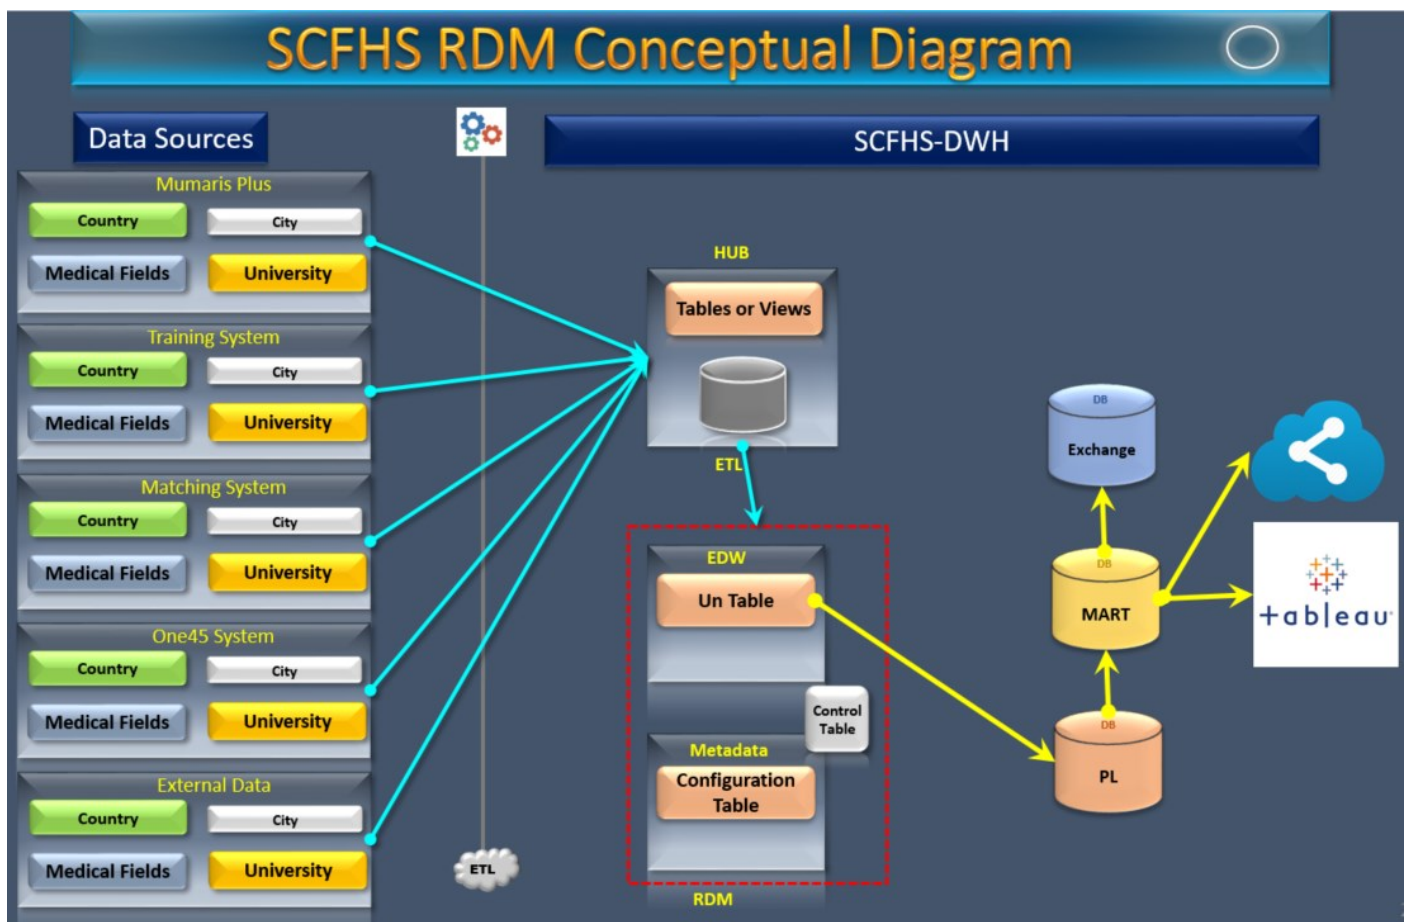 SCFHS RDM Conceptual Diagram
Data Sources
SCFHS-DWH
Mumaris Plus
Country
City
Medical Fields
University
Training System
Country
City
Medical Fields
University
Matching System
Country
City
Medical Fields
University
One45 System
Country
City
Medical Fields
University
External Data
Country
City
Medical Fields
University
ETL
HUB
Tables or Views
ETL
EDW
Un Table
Control
Table
Metadata
Configuration
Table
RDM
DB
Exchange
DB
MART
DB
PL
+ableau